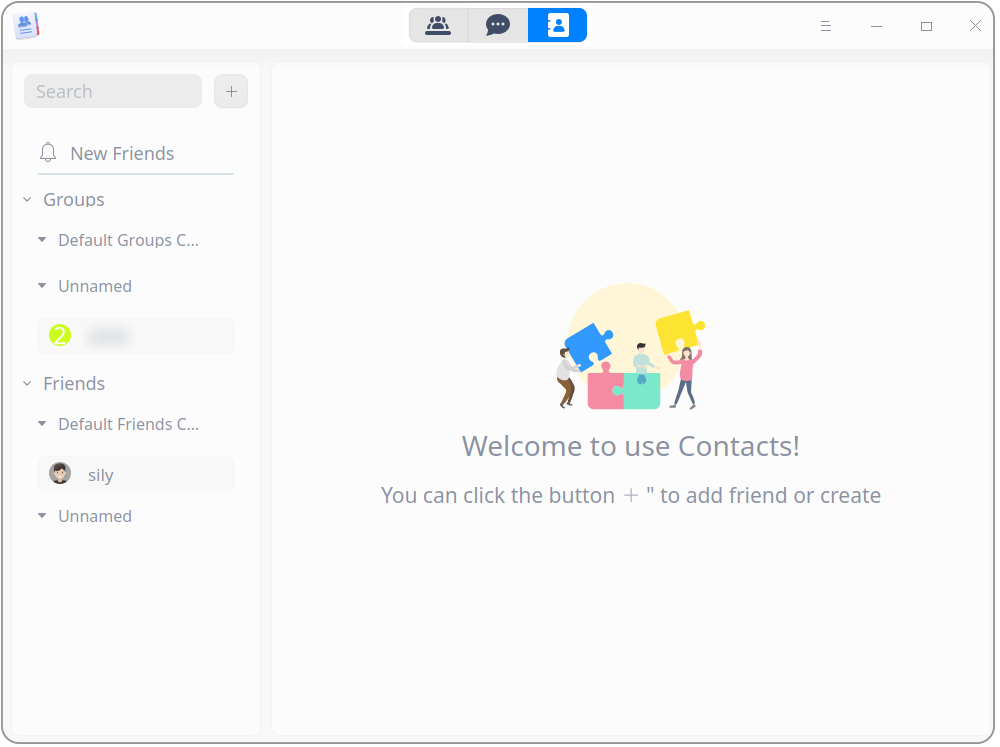 Search
+
New Friends
Groups
Default Groups C...
Unnamed
2
Friends
Default Friends C...
sily
Unnamed
Welcome to use Contacts!
You can click the button + " to add friend or create